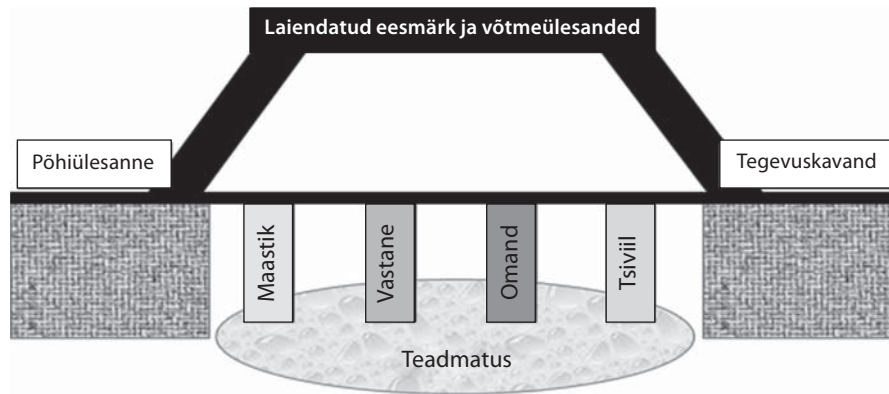 Laiendatud eesmärk ja võtmeülesanded
Põhiülesanne
Tegevuskavand
Maastik
Vastane
Omand
Tsiviil
Teadmatus